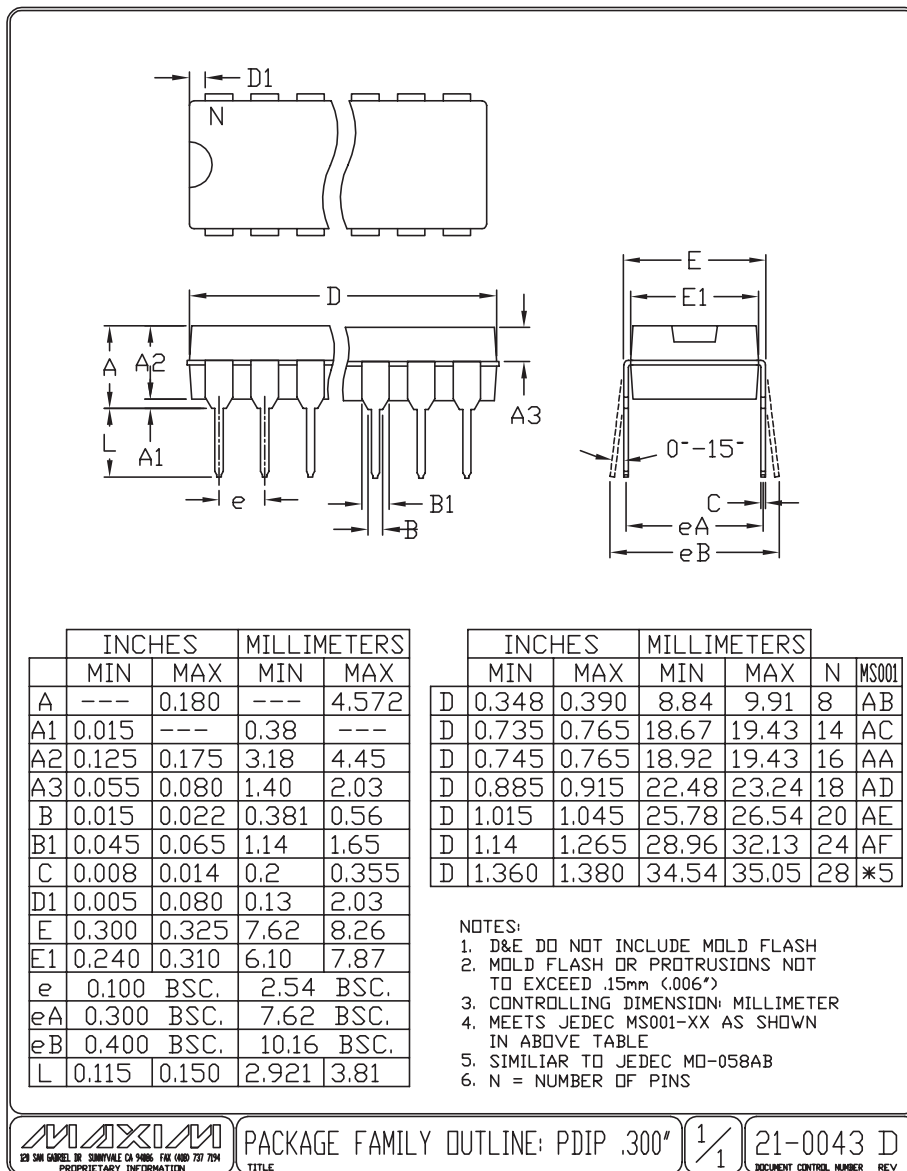 D1
N
D
E
E1
A
A2
A3
L
A1
0°-15°
e
B1
B
C
eA
eB
INCHES MILLIMETERS
MIN MAX MIN MAX
A --- 0.180 --- 4.572
A1 0.015 --- 0.38 ---
A2 0.125 0.175 3.18 4.45
A3 0.055 0.080 1.40 2.03
B 0.015 0.022 0.381 0.56
B1 0.045 0.065 1.14 1.65
C 0.008 0.014 0.2 0.355
D1 0.005 0.080 0.13 2.03
E 0.300 0.325 7.62 8.26
E1 0.240 0.310 6.10 7.87
e 0.100 BSC. 2.54 BSC.
eA 0.300 BSC. 7.62 BSC.
eB 0.400 BSC. 10.16 BSC.
L 0.115 0.150 2.921 3.81
INCHES MILLIMETERS
MIN MAX MIN MAX N MS001
D 0.348 0.390 8.84 9.91 8 AB
D 0.735 0.765 18.67 19.43 14 AC
D 0.745 0.765 18.92 19.43 16 AA
D 0.885 0.915 22.48 23.24 18 AD
D 1.015 1.045 25.78 26.54 20 AE
D 1.14 1.265 28.96 32.13 24 AF
D 1.360 1.380 34.54 35.05 28 *5
NOTES:
1. D&E DO NOT INCLUDE MOLD FLASH
2. MOLD FLASH OR PROTRUSIONS NOT
TO EXCEED .15mm (.006")
3. CONTROLLING DIMENSION: MILLIMETER
4. MEETS JEDEC MS001-XX AS SHOWN
IN ABOVE TABLE
5. SIMILIAR TO JEDEC MO-058AB
6. N = NUMBER OF PINS
MAXIM
120 SAN GABRIEL DR SUNNYVALE CA 94086 FAX (408) 737 7194
PROPRIETARY INFORMATION
PACKAGE FAMILY OUTLINE: PDIP .300"
TITLE
1/1
21-0043 D
DOCUMENT CONTROL NUMBER REV